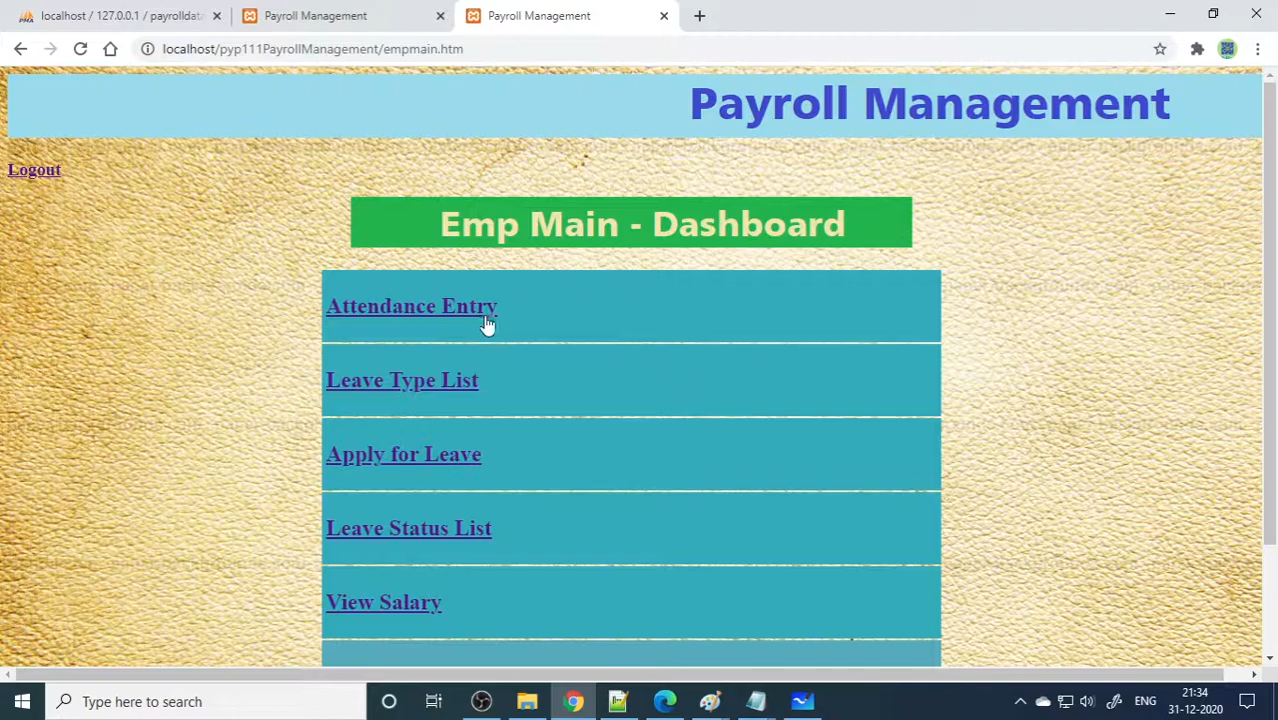 localhost / 127.0.0.1 / payrolldata
Payroll Management
Payroll Management
localhost/pyp111PayrollManagement/empmain.htm
Payroll Management
Logout
Emp Main - Dashboard
Attendance Entry
Leave Type List
Apply for Leave
Leave Status List
View Salary
Type here to search
ENG
21:34
31-12-2020